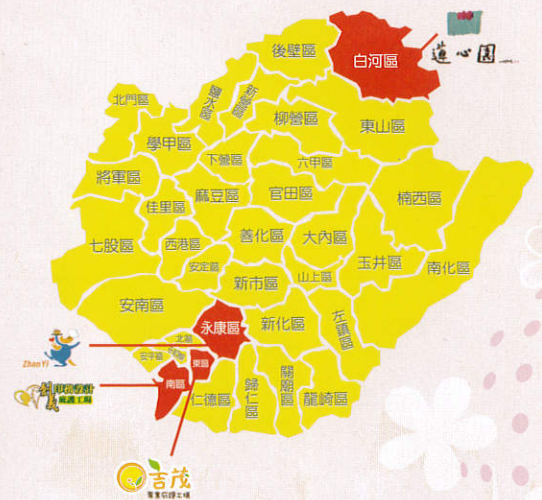 白河區
蓮心園
後壁區
北門區
鹽水區
新營區
柳營區
東山區
學甲區
下營區
六甲區
將軍區
佳里區
麻豆區
官田區
楠西區
七股區
西港區
善化區
大內區
安定區
玉井區
南化區
新市區
山上區
安南區
永康區
新化區
左鎮區
北區
安平區
東區
南區
仁德區
歸仁區
關廟區
龍崎區
ZhanYi
庇護工場
吉茂